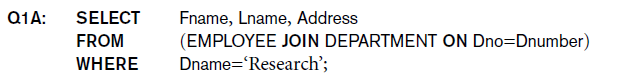 Q1A: SELECT Fname, Lname, Address
FROM (EMPLOYEE JOIN DEPARTMENT ON Dno=Dnumber)
WHERE Dname=‘Research’;